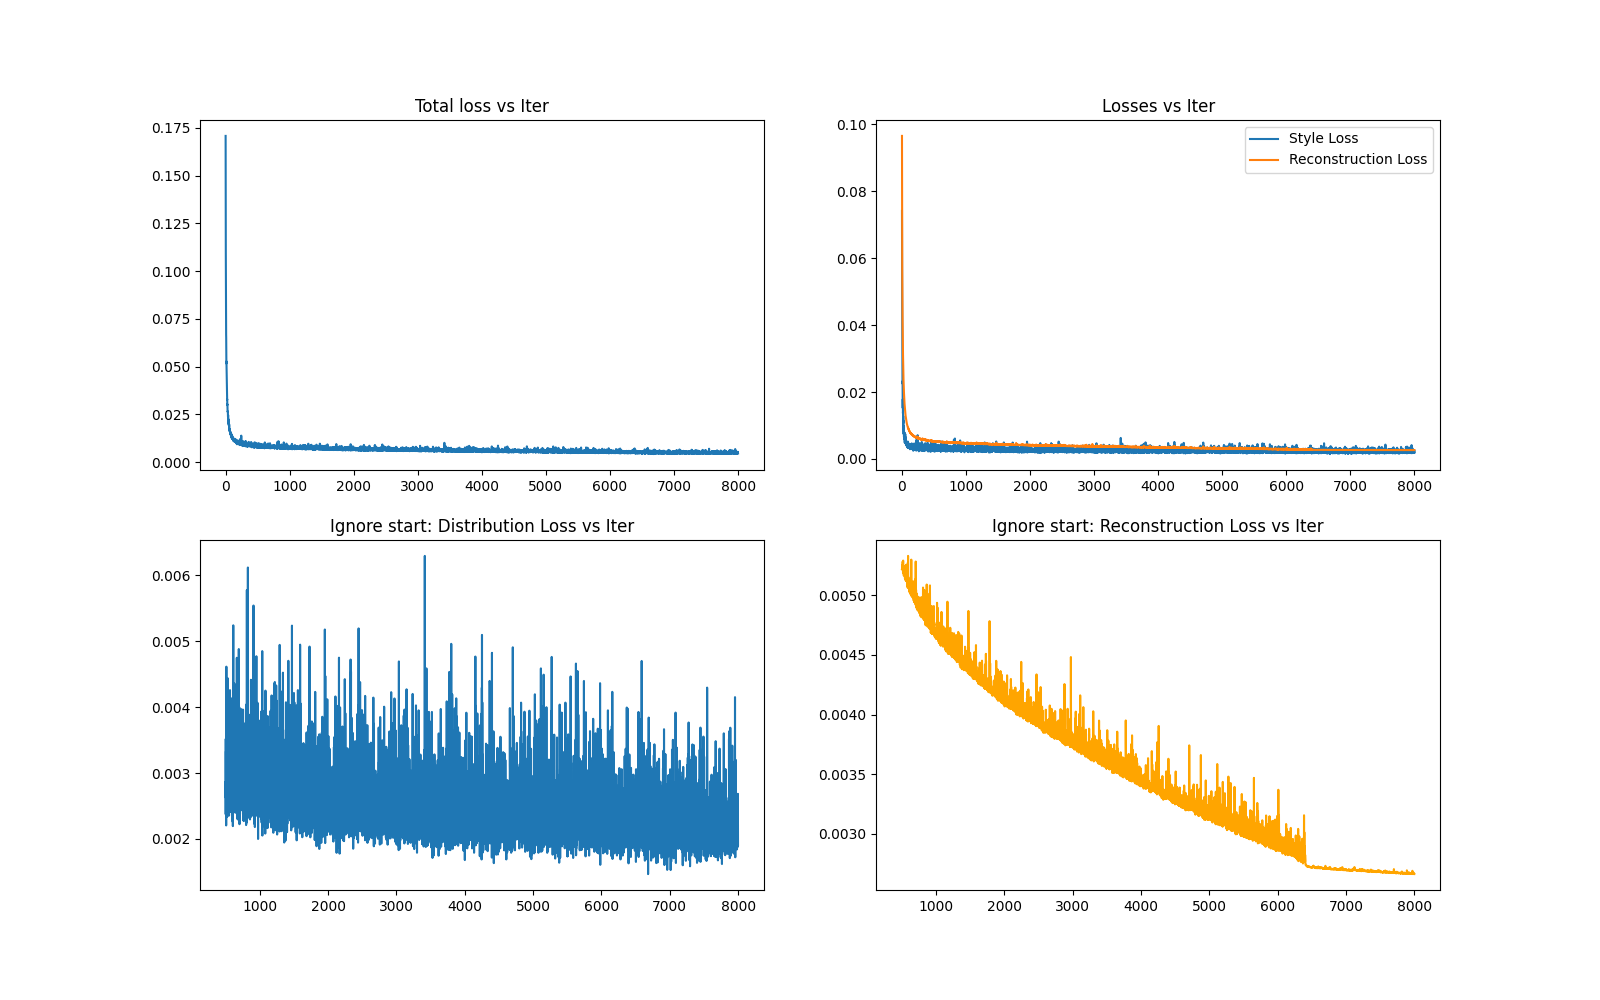 Total loss vs Iter
0.175
0.150
0.125
0.100
0.075
0.050
0.025
0.000
0 1000 2000 3000 4000 5000 6000 7000 8000
Losses vs Iter
Style Loss
Reconstruction Loss
0.10
0.08
0.06
0.04
0.02
0.00
0 1000 2000 3000 4000 5000 6000 7000 8000
Ignore start: Distribution Loss vs Iter
0.006
0.005
0.004
0.003
0.002
1000 2000 3000 4000 5000 6000 7000 8000
Ignore start: Reconstruction Loss vs Iter
0.0050
0.0045
0.0040
0.0035
0.0030
1000 2000 3000 4000 5000 6000 7000 8000